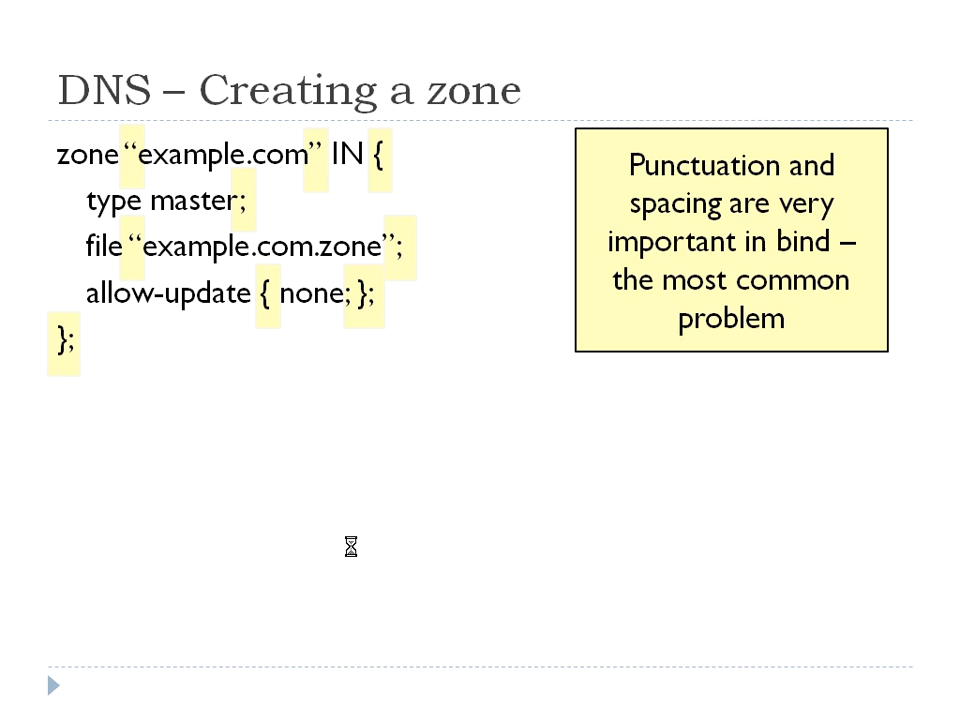 DNS – Creating a zone
zone “example.com” IN {
type master;
file “example.com.zone”;
allow-update { none; };
};
Punctuation and
spacing are very
important in bind –
the most common
problem